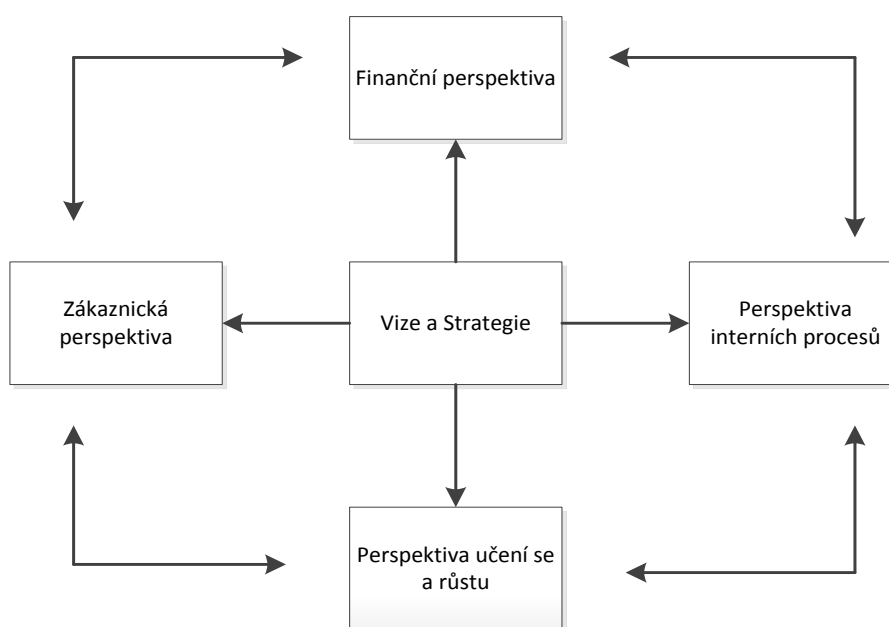 Finanční perspektiva
Zákaznická
perspektiva
Vize a Strategie
Perspektiva
interních procesů
Perspektiva učení se
a růstu